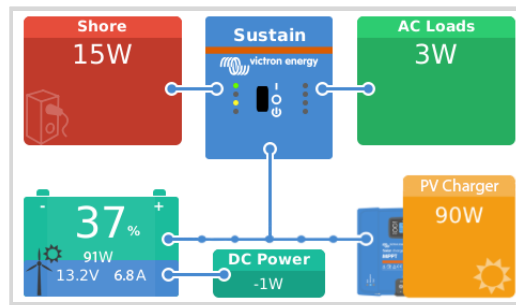 Shore
15W
Sustain
victron energy
AC Loads
3W
- +
37%
91W
13.2V 6.8A
DC Power
-1W
PV Charger
90W